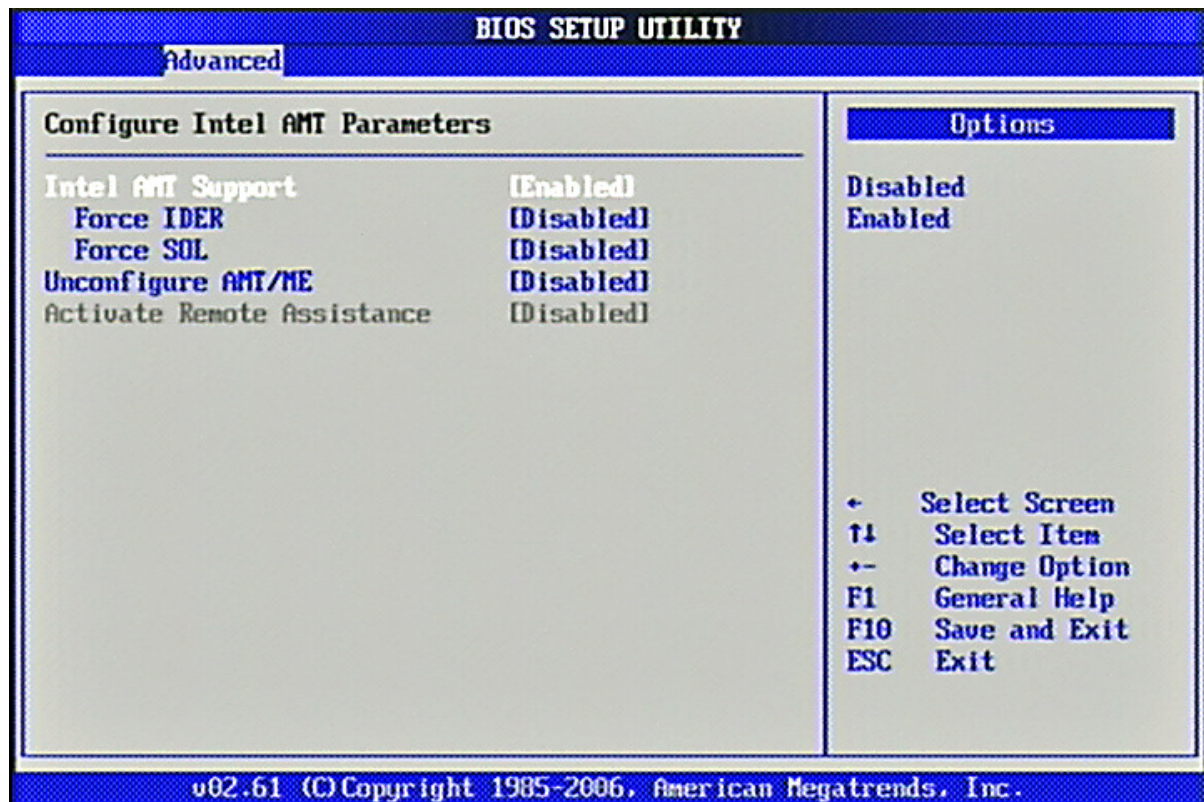 BIOS SETUP UTILITY
Advanced
Configure Intel AMT Parameters
Intel AMT Support [Enabled]
Force IDER [Disabled]
Force SOL [Disabled]
Unconfigure AMT/ME [Disabled]
Activate Remote Assistance [Disabled]
Options
Disabled
Enabled
← Select Screen
↑↓ Select Item
+- Change Option
F1 General Help
F10 Save and Exit
ESC Exit
v02.61 (C)Copyright 1985-2006, American Megatrends, Inc.